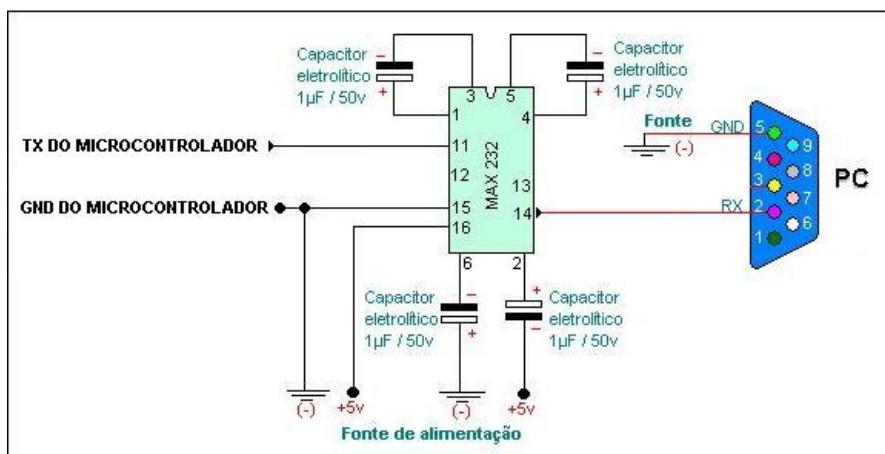 Capacitor
eletrolítico
1µF / 50v
–
+
3
5
1
4
–
+
Capacitor
eletrolítico
1µF / 50v
TX DO MICROCONTROLADOR
11
12
MAX 232
13
GND DO MICROCONTROLADOR
15
16
14
6
2
Fonte
(-)
GND
RX
5
4
3
2
1
9
8
7
6
PC
Capacitor
eletrolítico
1µF / 50v
–
+
+
–
Capacitor
eletrolítico
1µF / 50v
(-)
+5v
(-)
+5v
Fonte de alimentação